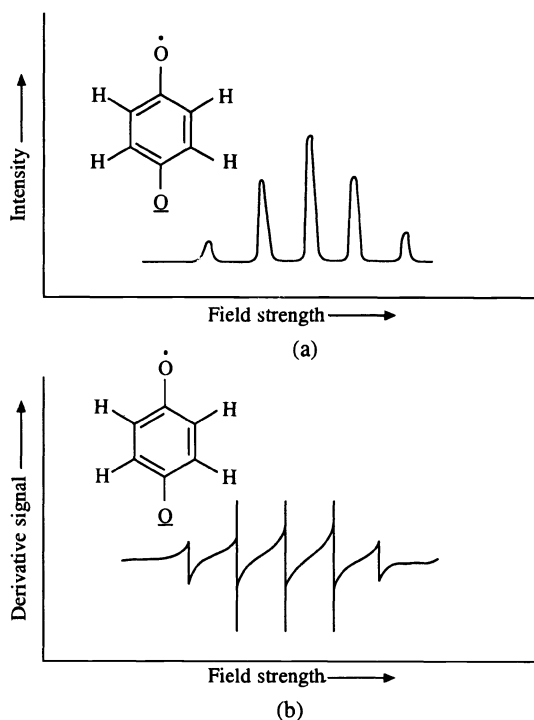 Intensity
Ȯ
H H
H H
O
Field strength
(a)
Derivative signal
Ȯ
H H
H H
O
Field strength
(b)